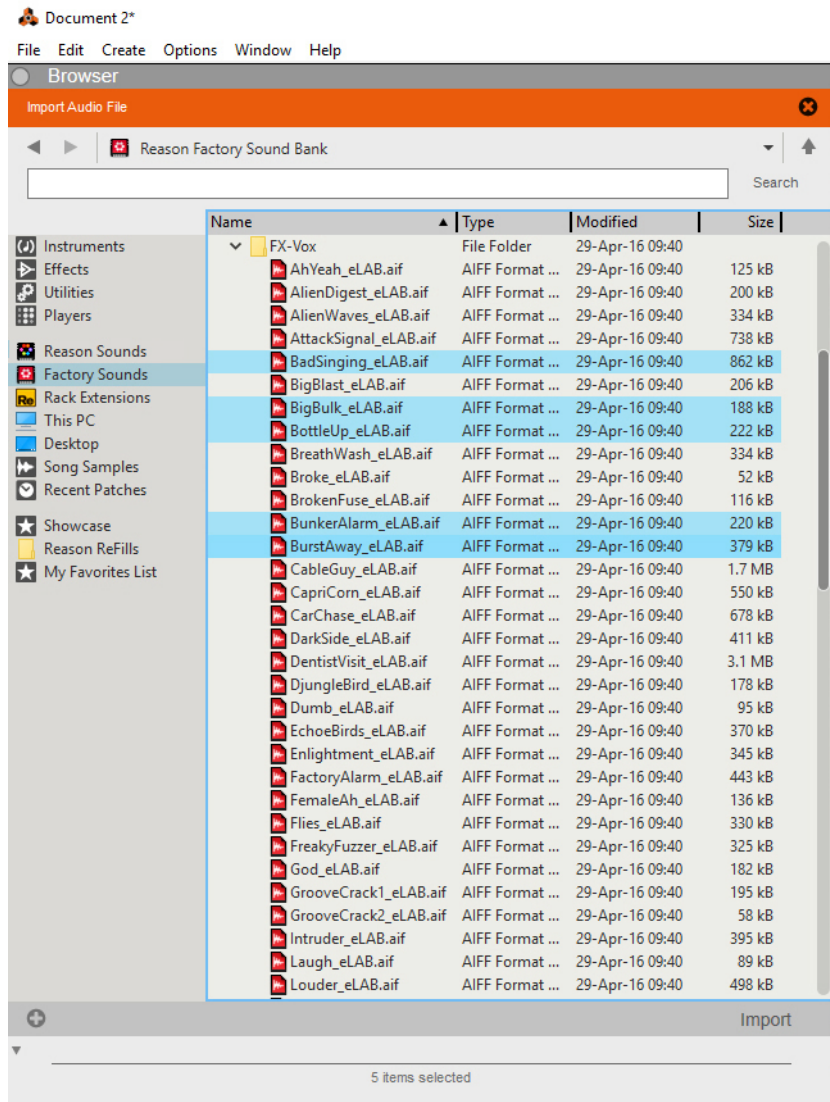 Document 2*
File Edit Create Options Window Help
Browser
Import Audio File
Reason Factory Sound Bank
Search
Name Type Modified Size
Instruments
Effects
Utilities
Players
Reason Sounds
Factory Sounds
Re Rack Extensions
This PC
Desktop
Song Samples
Recent Patches
Showcase
Reason ReFills
My Favorites List
FX-Vox File Folder 29-Apr-16 09:40
AhYeah_eLAB.aif AIFF Format ... 29-Apr-16 09:40 125 kB
AlienDigest_eLAB.aif AIFF Format ... 29-Apr-16 09:40 200 kB
AlienWaves_eLAB.aif AIFF Format ... 29-Apr-16 09:40 334 kB
AttackSignal_eLAB.aif AIFF Format ... 29-Apr-16 09:40 738 kB
BadSinging_eLAB.aif AIFF Format ... 29-Apr-16 09:40 862 kB
BigBlast_eLAB.aif AIFF Format ... 29-Apr-16 09:40 206 kB
BigBulk_eLAB.aif AIFF Format ... 29-Apr-16 09:40 188 kB
BottleUp_eLAB.aif AIFF Format ... 29-Apr-16 09:40 222 kB
BreathWash_eLAB.aif AIFF Format ... 29-Apr-16 09:40 334 kB
Broke_eLAB.aif AIFF Format ... 29-Apr-16 09:40 52 kB
BrokenFuse_eLAB.aif AIFF Format ... 29-Apr-16 09:40 116 kB
BunkerAlarm_eLAB.aif AIFF Format ... 29-Apr-16 09:40 220 kB
BurstAway_eLAB.aif AIFF Format ... 29-Apr-16 09:40 379 kB
CableGuy_eLAB.aif AIFF Format ... 29-Apr-16 09:40 1.7 MB
CapriCorn_eLAB.aif AIFF Format ... 29-Apr-16 09:40 550 kB
CarChase_eLAB.aif AIFF Format ... 29-Apr-16 09:40 678 kB
DarkSide_eLAB.aif AIFF Format ... 29-Apr-16 09:40 411 kB
DentistVisit_eLAB.aif AIFF Format ... 29-Apr-16 09:40 3.1 MB
DjungleBird_eLAB.aif AIFF Format ... 29-Apr-16 09:40 178 kB
Dumb_eLAB.aif AIFF Format ... 29-Apr-16 09:40 95 kB
EchoeBirds_eLAB.aif AIFF Format ... 29-Apr-16 09:40 370 kB
Enlightment_eLAB.aif AIFF Format ... 29-Apr-16 09:40 345 kB
FactoryAlarm_eLAB.aif AIFF Format ... 29-Apr-16 09:40 443 kB
FemaleAh_eLAB.aif AIFF Format ... 29-Apr-16 09:40 136 kB
Flies_eLAB.aif AIFF Format ... 29-Apr-16 09:40 330 kB
FreakyFuzzer_eLAB.aif AIFF Format ... 29-Apr-16 09:40 325 kB
God_eLAB.aif AIFF Format ... 29-Apr-16 09:40 182 kB
GrooveCrack1_eLAB.aif AIFF Format ... 29-Apr-16 09:40 195 kB
GrooveCrack2_eLAB.aif AIFF Format ... 29-Apr-16 09:40 58 kB
Intruder_eLAB.aif AIFF Format ... 29-Apr-16 09:40 395 kB
Laugh_eLAB.aif AIFF Format ... 29-Apr-16 09:40 89 kB
Louder_eLAB.aif AIFF Format ... 29-Apr-16 09:40 498 kB
Import
5 items selected